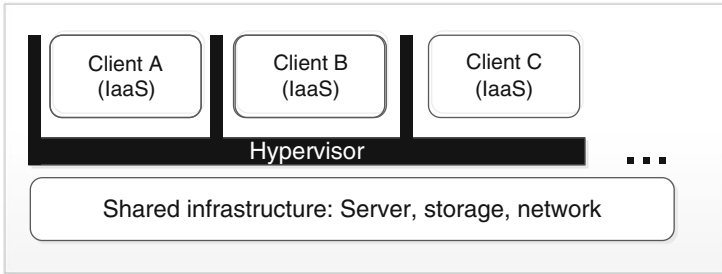 Client A
(IaaS)
Client B
(IaaS)
Client C
(IaaS)
Hypervisor
...
Shared infrastructure: Server, storage, network